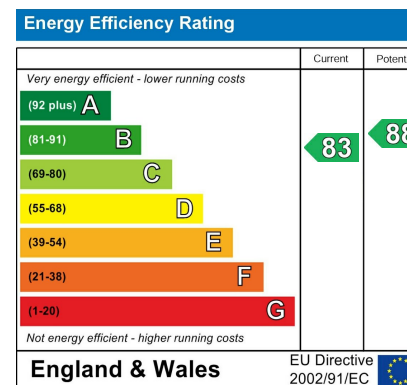 Energy Efficiency Rating
Current
Potent
Very energy efficient - lower running costs
(92 plus) A
(81-91) B
(69-80) C
(55-68) D
(39-54) E
(21-38) F
(1-20) G
83
88
Not energy efficient - higher running costs
England & Wales
EU Directive
2002/91/EC